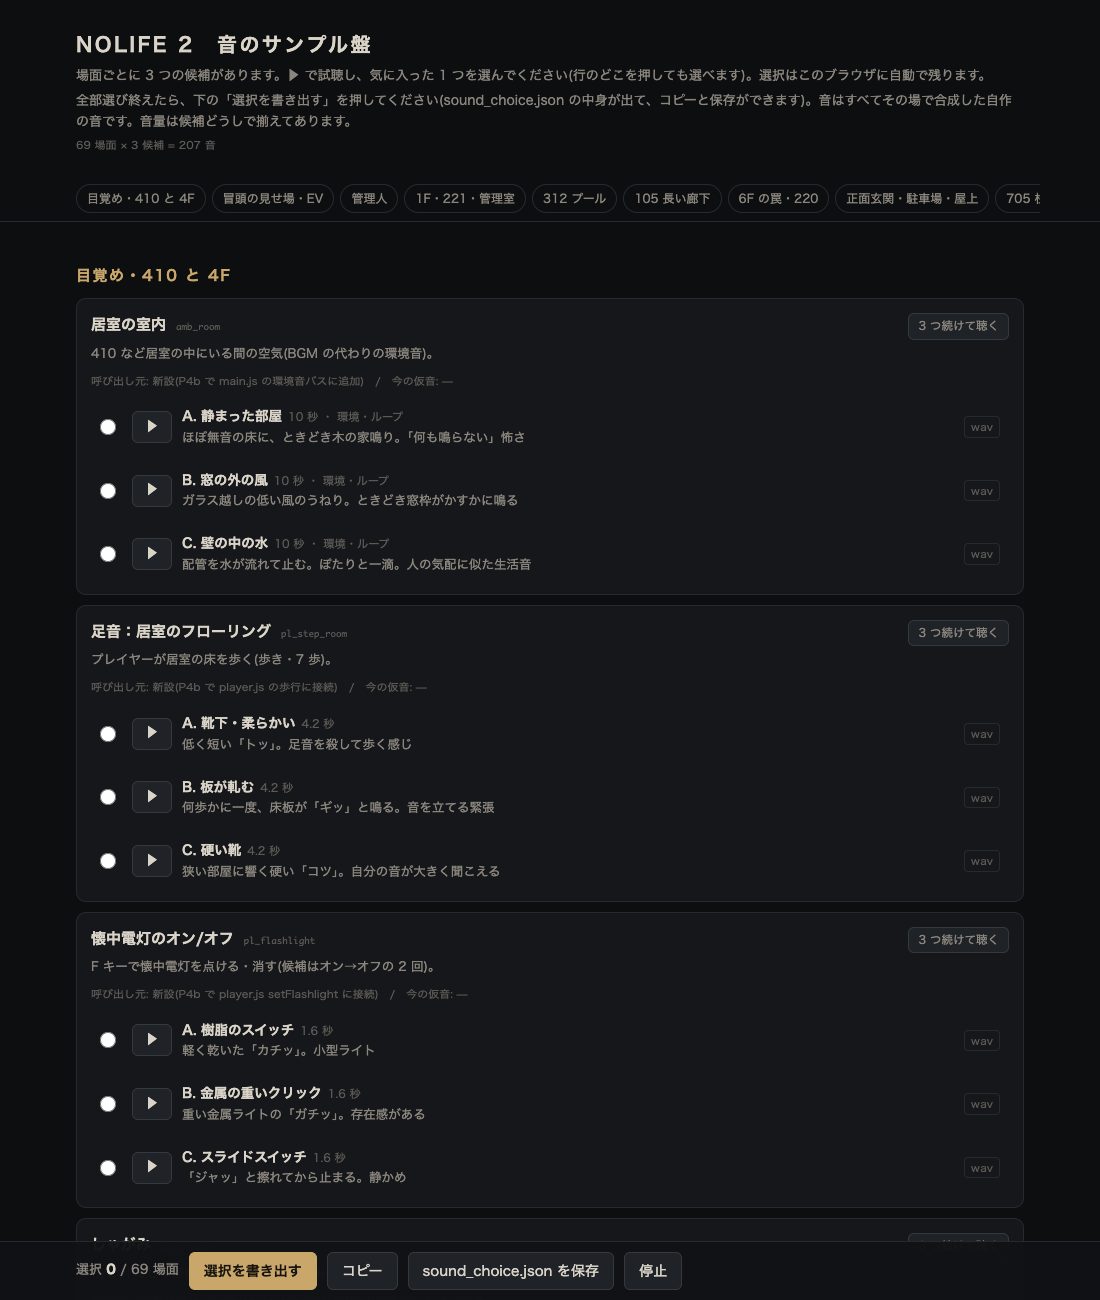 NOLIFE 2　音のサンプル盤
場面ごとに 3 つの候補があります。▶ で試聴し、気に入った 1 つを選んでください(行のどこを押しても選べます)。選択はこのブラウザに自動で残ります。
全部選び終えたら、下の「選択を書き出す」を押してください(sound_choice.json の中身が出て、コピーと保存ができます)。音はすべてその場で合成した自作
の音です。音量は候補どうしで揃えてあります。
69 場面 × 3 候補 = 207 音
目覚め・410 と 4F 冒頭の見せ場・EV 管理人 1F・221・管理室 312 プール 105 長い廊下 6F の罠・220 正面玄関・駐車場・屋上 705
目覚め・410 と 4F
居室の室内 amb_room 3 つ続けて聴く
410 など居室の中にいる間の空気(BGM の代わりの環境音)。
呼び出し元: 新設(P4b で main.js の環境音バスに追加) / 今の仮音: —
A. 静まった部屋 10 秒 ・ 環境・ループ
ほぼ無音の床に、ときどき木の家鳴り。「何も鳴らない」怖さ
wav
B. 窓の外の風 10 秒 ・ 環境・ループ
ガラス越しの低い風のうねり。ときどき窓枠がかすかに鳴る
wav
C. 壁の中の水 10 秒 ・ 環境・ループ
配管を水が流れて止む。ぽたりと一滴。人の気配に似た生活音
wav
足音：居室のフローリング pl_step_room 3 つ続けて聴く
プレイヤーが居室の床を歩く(歩き・7 歩)。
呼び出し元: 新設(P4b で player.js の歩行に接続) / 今の仮音: —
A. 靴下・柔らかい 4.2 秒
低く短い「トッ」。足音を殺して歩く感じ
wav
B. 板が軋む 4.2 秒
何歩かに一度、床板が「ギッ」と鳴る。音を立てる緊張
wav
C. 硬い靴 4.2 秒
狭い部屋に響く硬い「コツ」。自分の音が大きく聞こえる
wav
懐中電灯のオン/オフ pl_flashlight 3 つ続けて聴く
F キーで懐中電灯を点ける・消す(候補はオン→オフの 2 回)。
呼び出し元: 新設(P4b で player.js setFlashlight に接続) / 今の仮音: —
A. 樹脂のスイッチ 1.6 秒
軽く乾いた「カチッ」。小型ライト
wav
B. 金属の重いクリック 1.6 秒
重い金属ライトの「ガチッ」。存在感がある
wav
C. スライドスイッチ 1.6 秒
「ジャッ」と擦れてから止まる。静かめ
wav
選択 0 / 69 場面 選択を書き出す コピー sound_choice.json を保存 停止